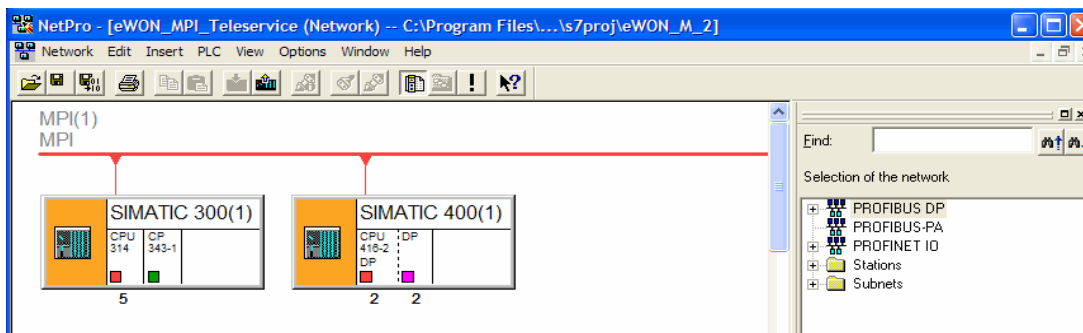 NetPro - [eWON_MPI_Teleservice (Network) -- C:\Program Files\...\s7proj\eWON_M_2]
Network Edit Insert PLC View Options Window Help
MPI(1)
MPI
SIMATIC 300(1)
CPU 314
CP 343-1
5
SIMATIC 400(1)
CPU 416-2 DP
DP
2 2
Find:
Selection of the network
PROFIBUS DP
PROFIBUS-PA
PROFINET IO
Stations
Subnets